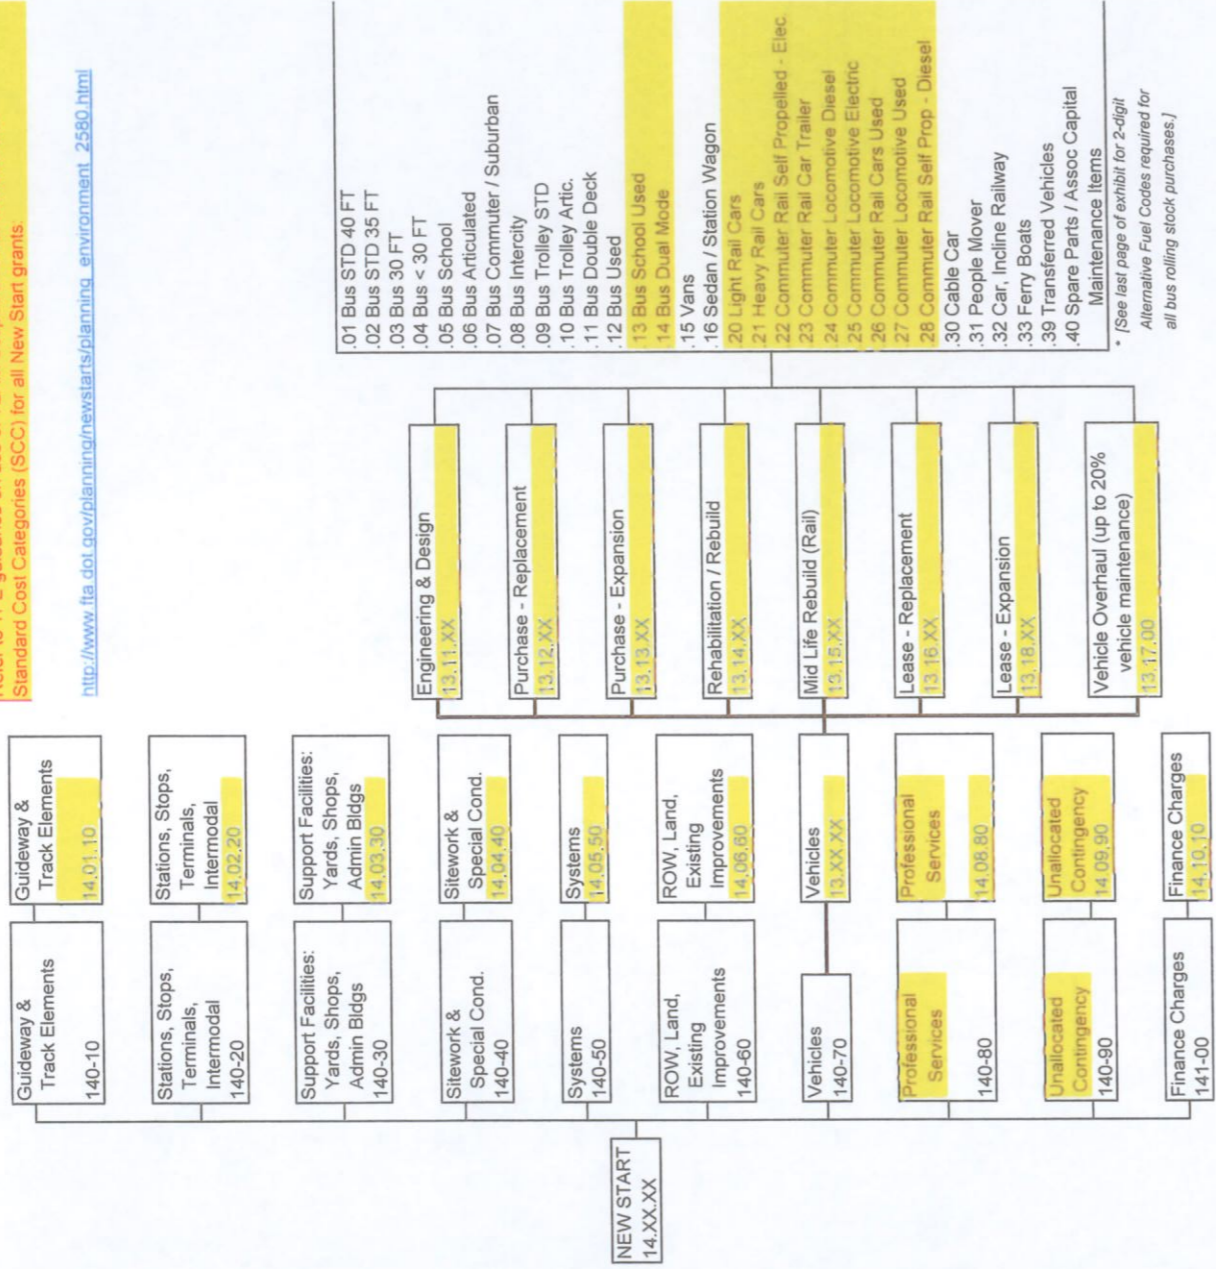 Standard Cost Categories (SCC) for all New Start grants:
http://www.fta.dot.gov/planning/newstarts/planning_environment_2580.html
NEW START
14.XX.XX
Guideway &
Track Elements
140-10
Stations, Stops,
Terminals,
Intermodal
140-20
Support Facilities:
Yards, Shops,
Admin Bldgs
140-30
Sitework &
Special Cond.
140-40
Systems
140-50
ROW, Land,
Existing
Improvements
140-60
Vehicles
140-70
Professional
Services
140-80
Unallocated
Contingency
140-90
Finance Charges
141-00
Guideway &
Track Elements
14.01.10
Stations, Stops,
Terminals,
Intermodal
14.02.20
Support Facilities:
Yards, Shops,
Admin Bldgs
14.03.30
Sitework &
Special Cond.
14.04.40
Systems
14.05.50
ROW, Land,
Existing
Improvements
14.06.60
Vehicles
13.XX.XX
Professional
Services
14.08.80
Unallocated
Contingency
14.09.90
Finance Charges
14.10.10
Engineering & Design
13.11.XX
Purchase - Replacement
13.12.XX
Purchase - Expansion
13.13.XX
Rehabilitation / Rebuild
13.14.XX
Mid Life Rebuild (Rail)
13.15.XX
Lease - Replacement
13.16.XX
Lease - Expansion
13.18.XX
Vehicle Overhaul (up to 20%
vehicle maintenance)
13.17.00
.01 Bus STD 40 FT
.02 Bus STD 35 FT
.03 Bus 30 FT
.04 Bus < 30 FT
.05 Bus School
.06 Bus Articulated
.07 Bus Commuter / Suburban
.08 Bus Intercity
.09 Bus Trolley STD
.10 Bus Trolley Artic.
.11 Bus Double Deck
.12 Bus Used
.13 Bus School Used
.14 Bus Dual Mode
.15 Vans
.16 Sedan / Station Wagon
.20 Light Rail Cars
.21 Heavy Rail Cars
.22 Commuter Rail Self Propelled - Elec.
.23 Commuter Rail Car Trailer
.24 Commuter Locomotive Diesel
.25 Commuter Locomotive Electric
.26 Commuter Rail Cars Used
.27 Commuter Locomotive Used
.28 Commuter Rail Self Prop - Diesel
.30 Cable Car
.31 People Mover
.32 Car, Incline Railway
.33 Ferry Boats
.39 Transferred Vehicles
.40 Spare Parts / Assoc Capital
Maintenance Items
* [See last page of exhibit for 2-digit
Alternative Fuel Codes required for
all bus rolling stock purchases.]